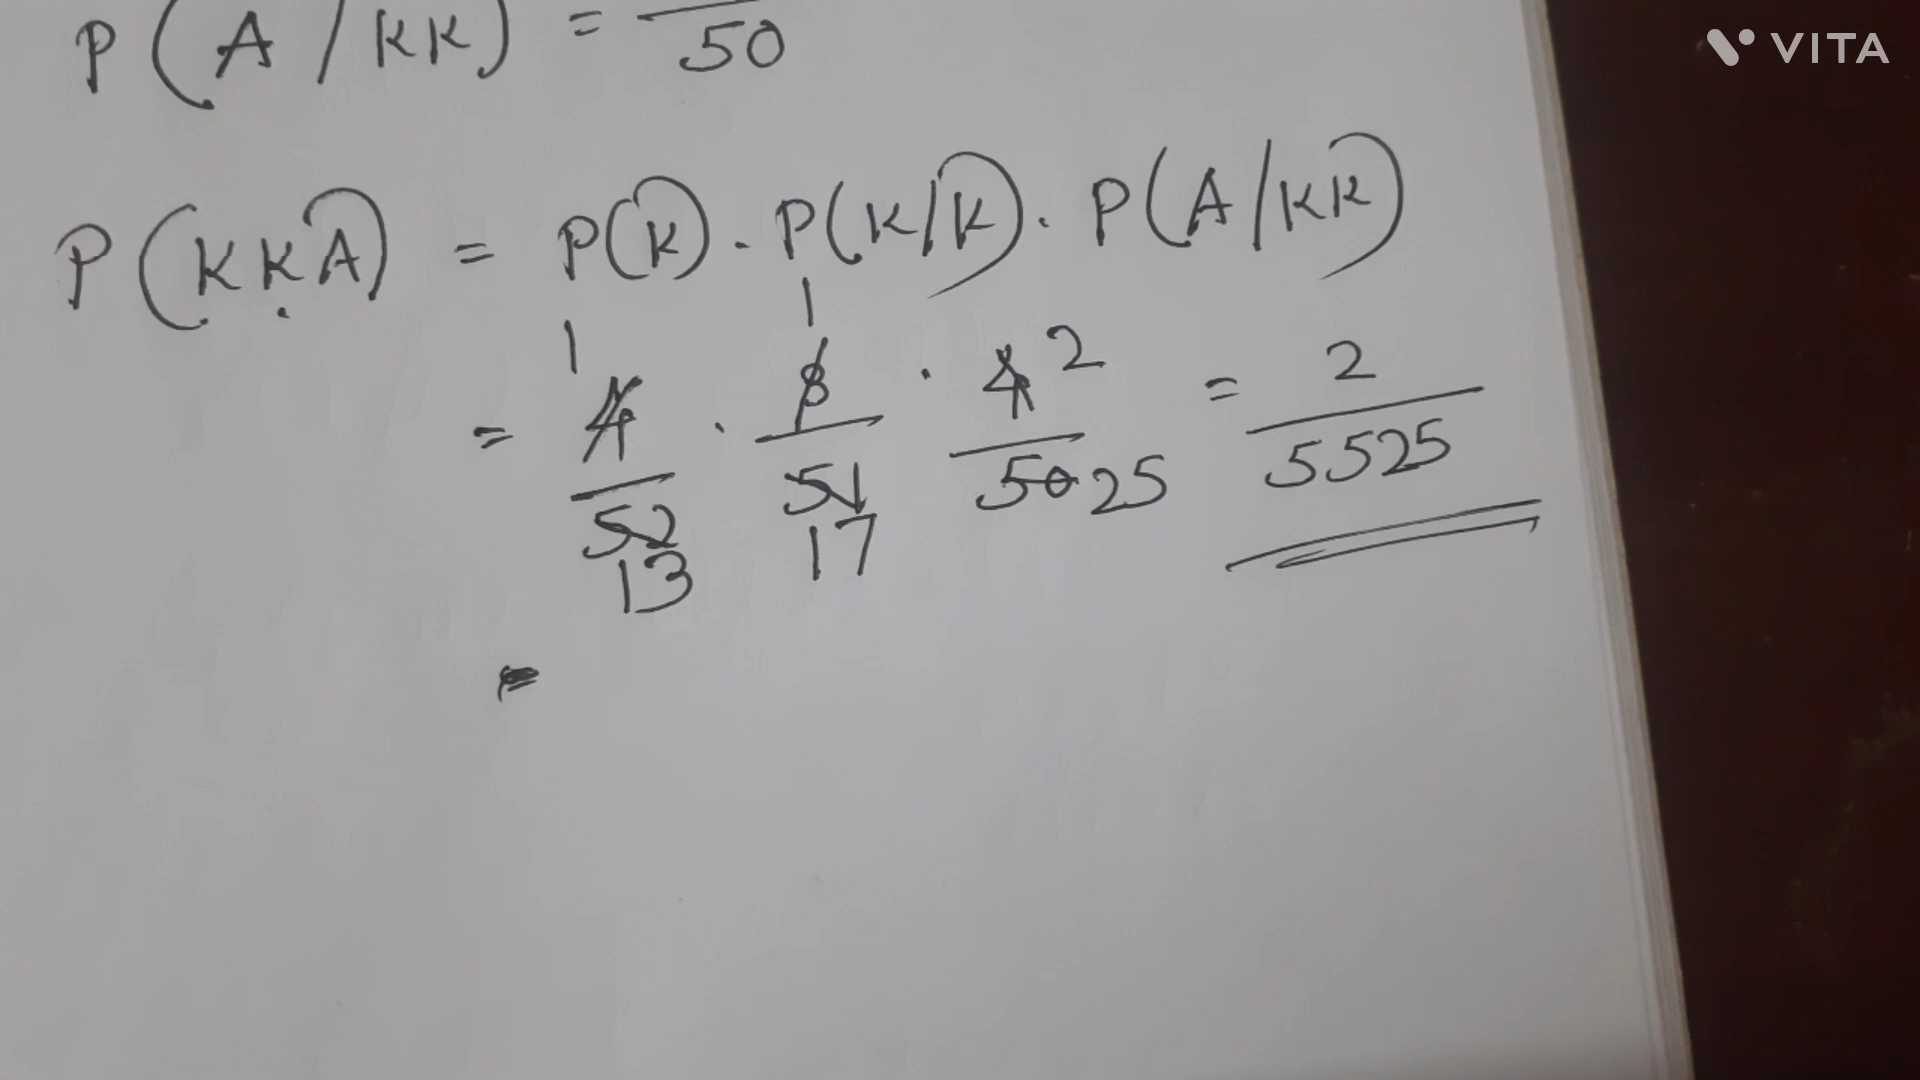 P(A/KK) = /50
VITA
P(KKA) = P(K) . P(K/K) . P(A/KK)
1 1
= 4/52 . 3/51 . 4/50 2 25 = 2/5525
13 17
=